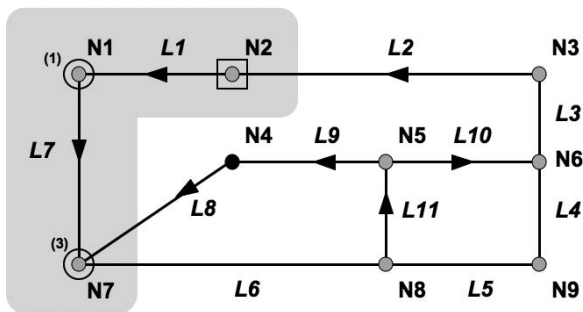 (1) N1 L1 N2 L2 N3
L3
L7 N4 L9 N5 L10 N6
L8 L11 L4
(3)
N7 L6 N8 L5 N9